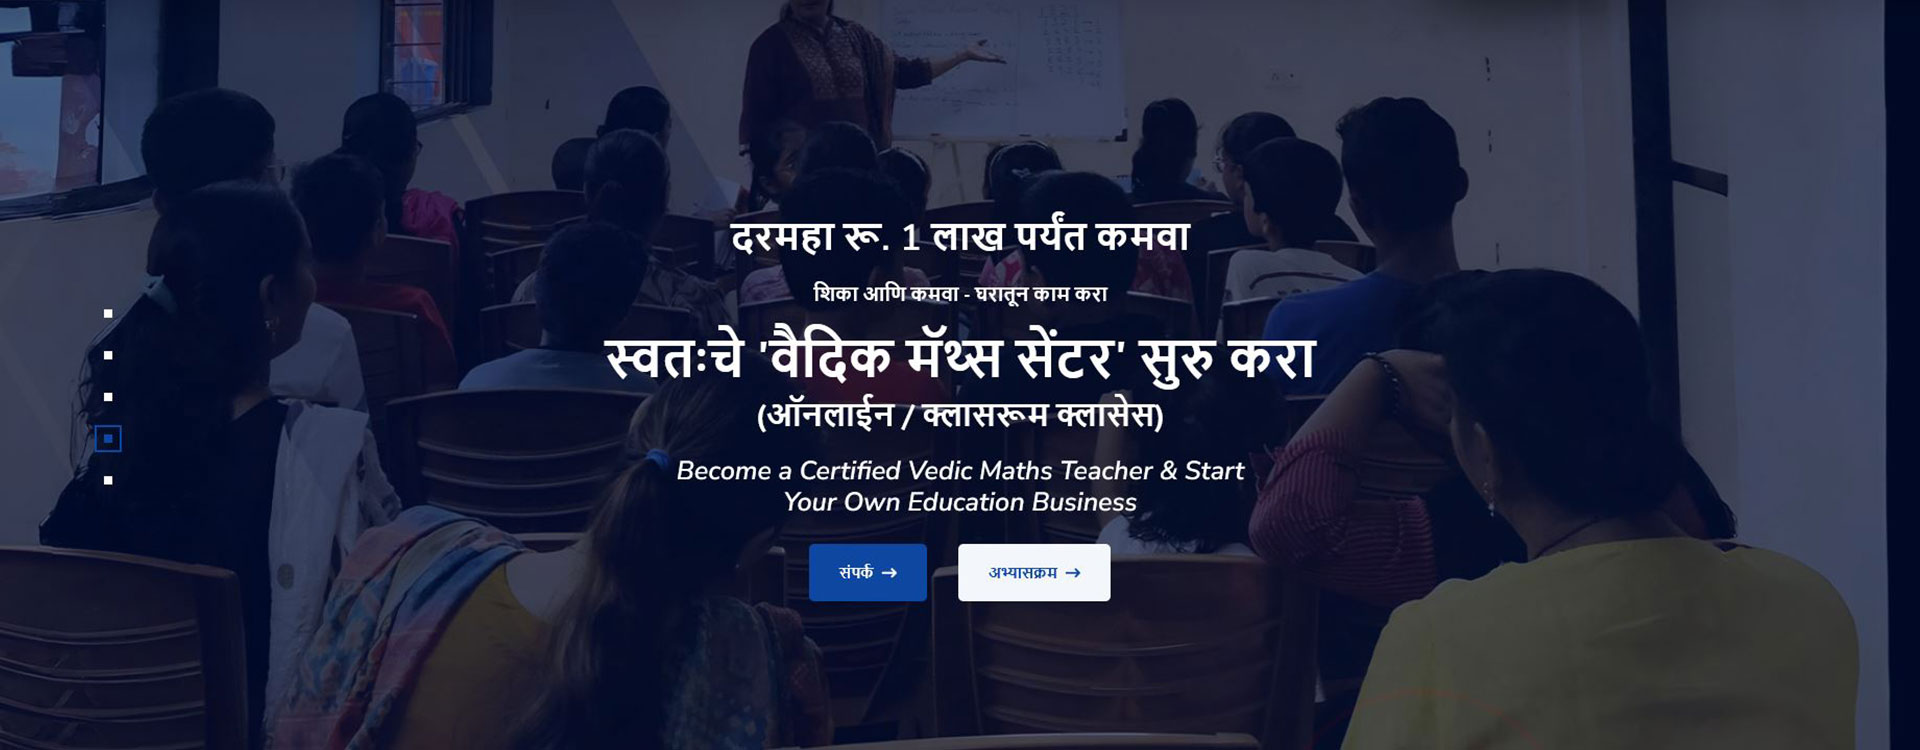 दरमहा रू. 1 लाख पर्यंत कमवा
शिका आणि कमवा - घरातून काम करा
स्वतःचे 'वैदिक मॅथ्स सेंटर' सुरु करा
(ऑनलाईन / क्लासरूम क्लासेस)
Become a Certified Vedic Maths Teacher & Start
Your Own Education Business
संपर्क →
अभ्यासक्रम →